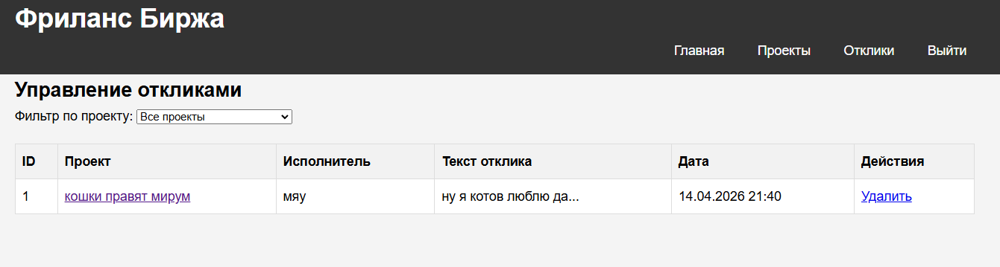 Фриланс Биржа
Главная Проекты Отклики Выйти
Управление откликами
Фильтр по проекту: Все проекты
ID Проект Исполнитель Текст отклика Дата Действия
1 кошки правят мирум мяу ну я котов люблю да... 14.04.2026 21:40 Удалить